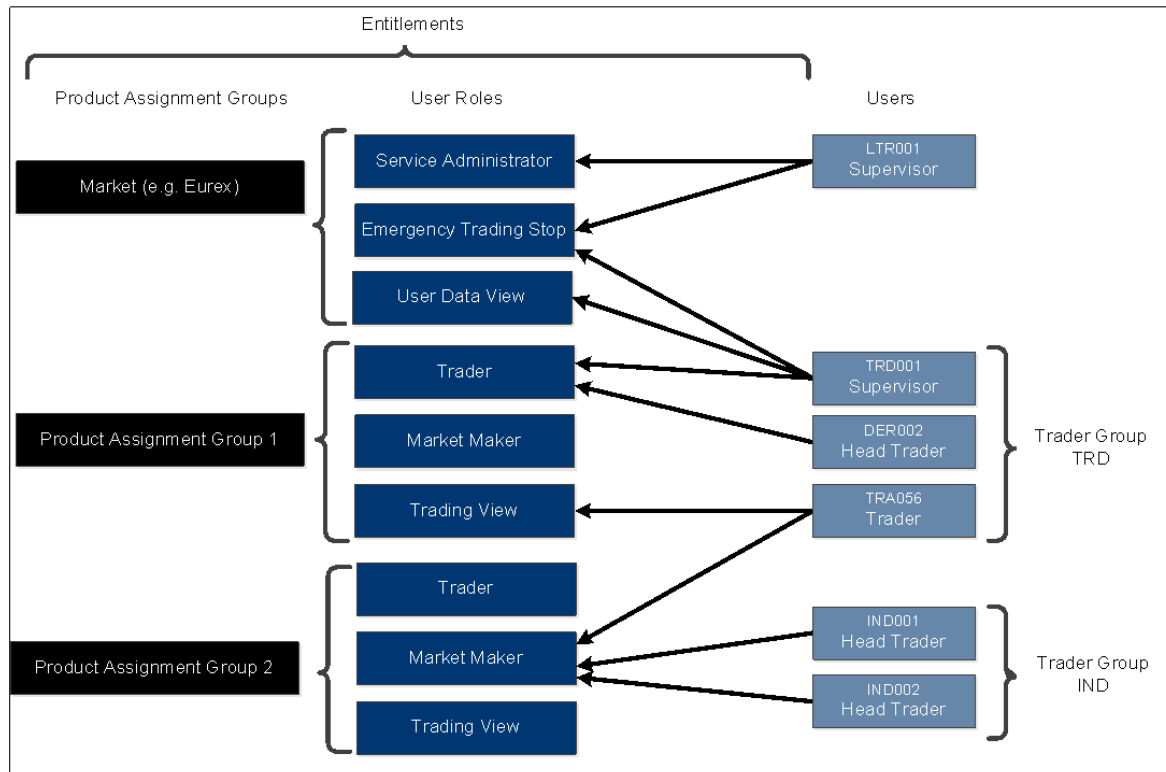 Entitlements
Product Assignment Groups
User Roles
Users
Market (e.g. Eurex)
Service Administrator
Emergency Trading Stop
User Data View
LTR001
Supervisor
Product Assignment Group 1
Trader
Market Maker
Trading View
TRD001
Supervisor
DER002
Head Trader
TRA056
Trader
Trader Group
TRD
Product Assignment Group 2
Trader
Market Maker
Trading View
IND001
Head Trader
IND002
Head Trader
Trader Group
IND